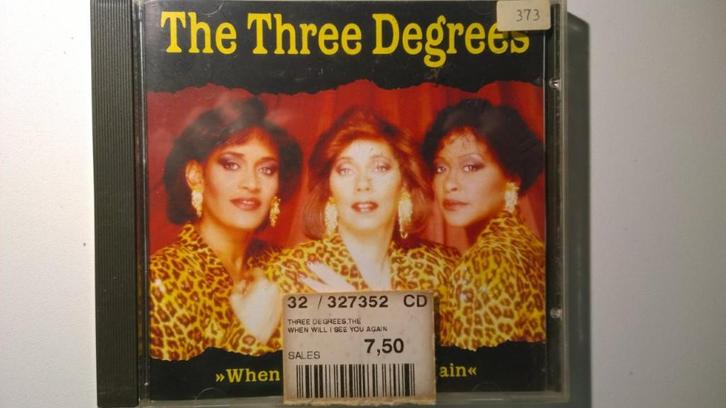 The Three Degrees
373
32 / 327352 CD
THREE DEGREES,THE
WHEN WILL I SEE YOU AGAIN
SALES 7,50
»When ain«